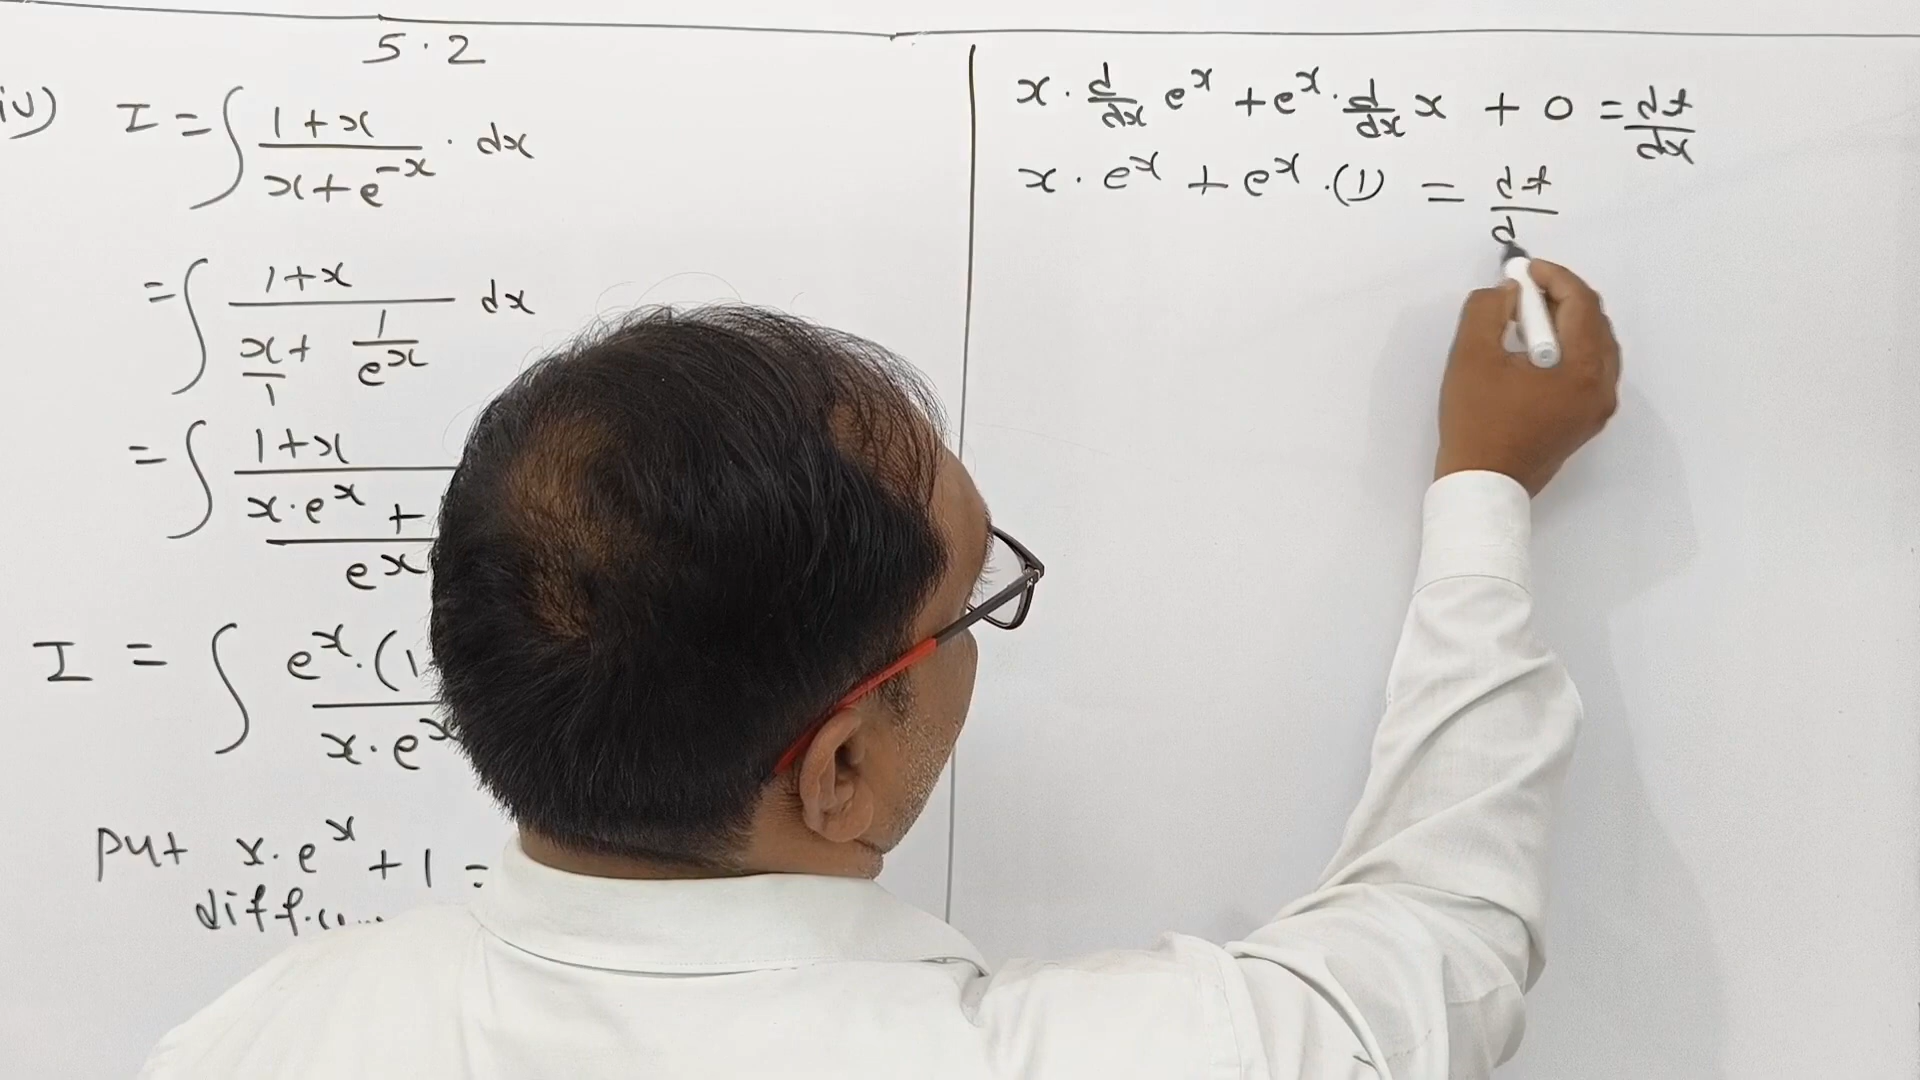 5.2
iv) I = ∫ (1+x)/(x+e^-x) . dx
= ∫ (1+x)/(x/1 + 1/e^x) dx
= ∫ (1+x)/((x.e^x +)/e^x)
I = ∫ e^x.(1 / x.e^x
put x.e^x + 1 =
diff.
x . d/dx e^x + e^x . d/dx x + 0 = dt/dx
x . e^x + e^x .(1) = dt/d